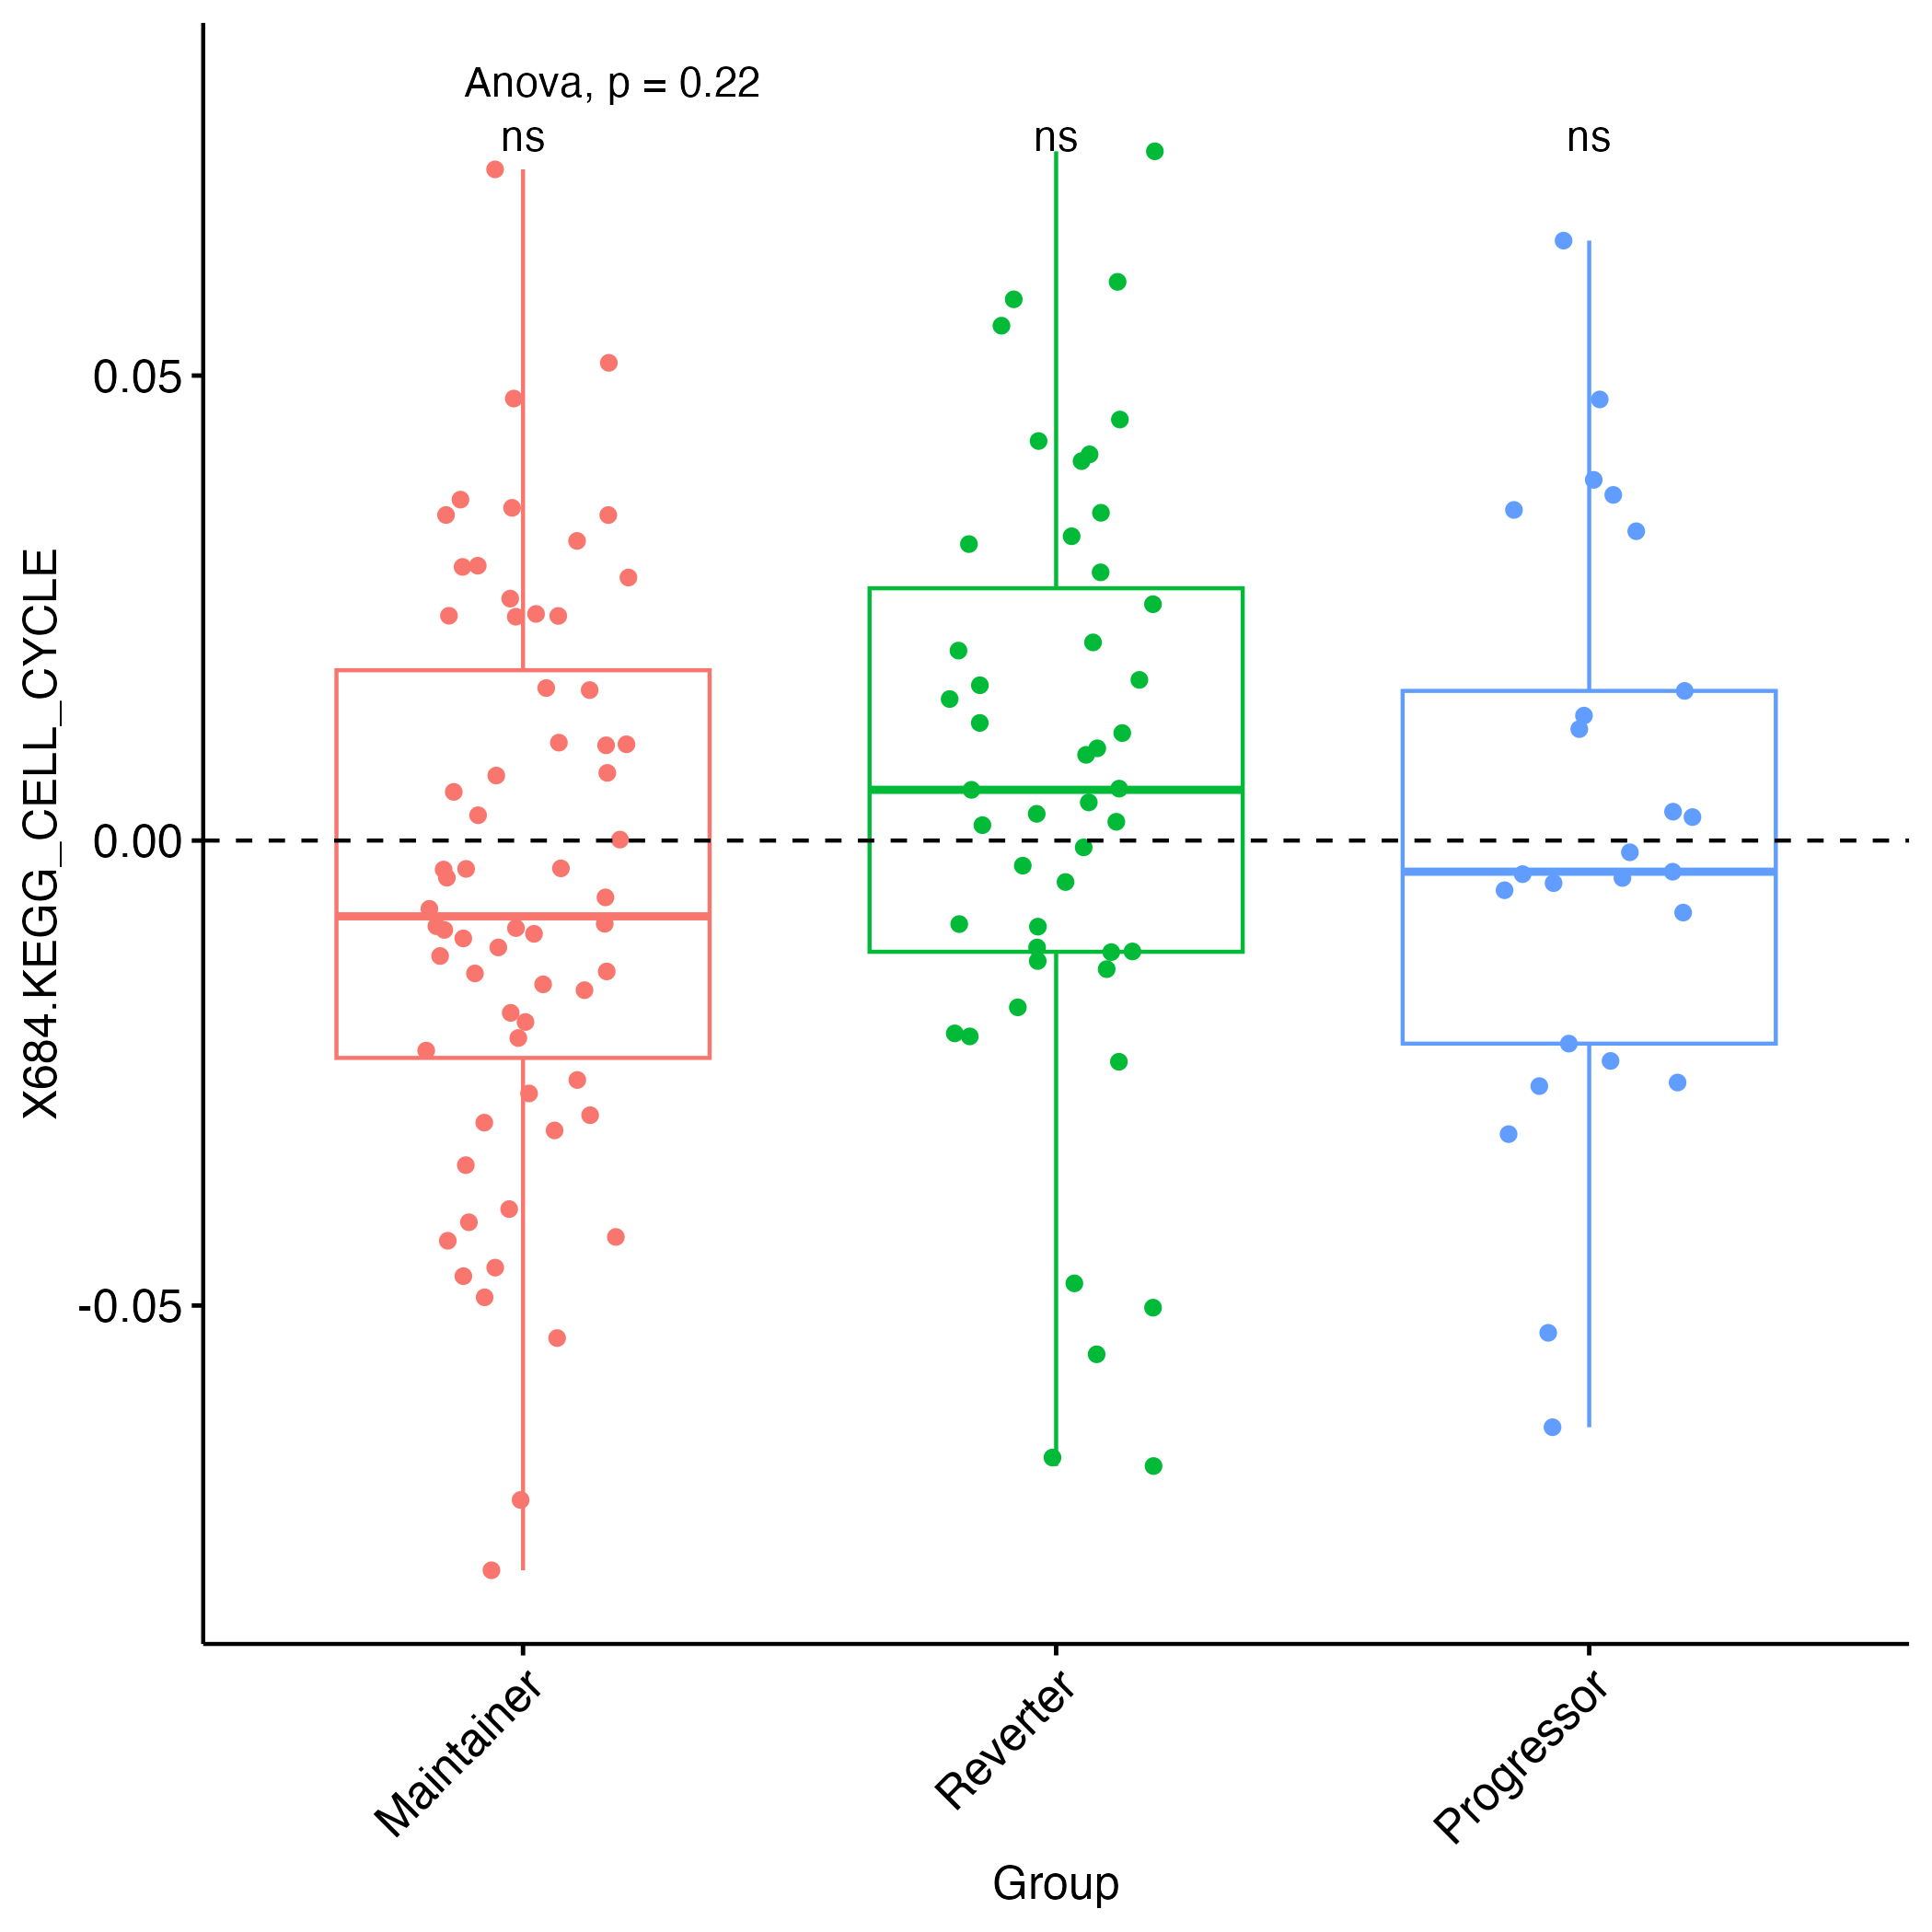 Anova, p = 0.22
ns ns ns
0.05
0.00
-0.05
X684.KEGG_CELL_CYCLE
Maintainer Reverter Progressor
Group